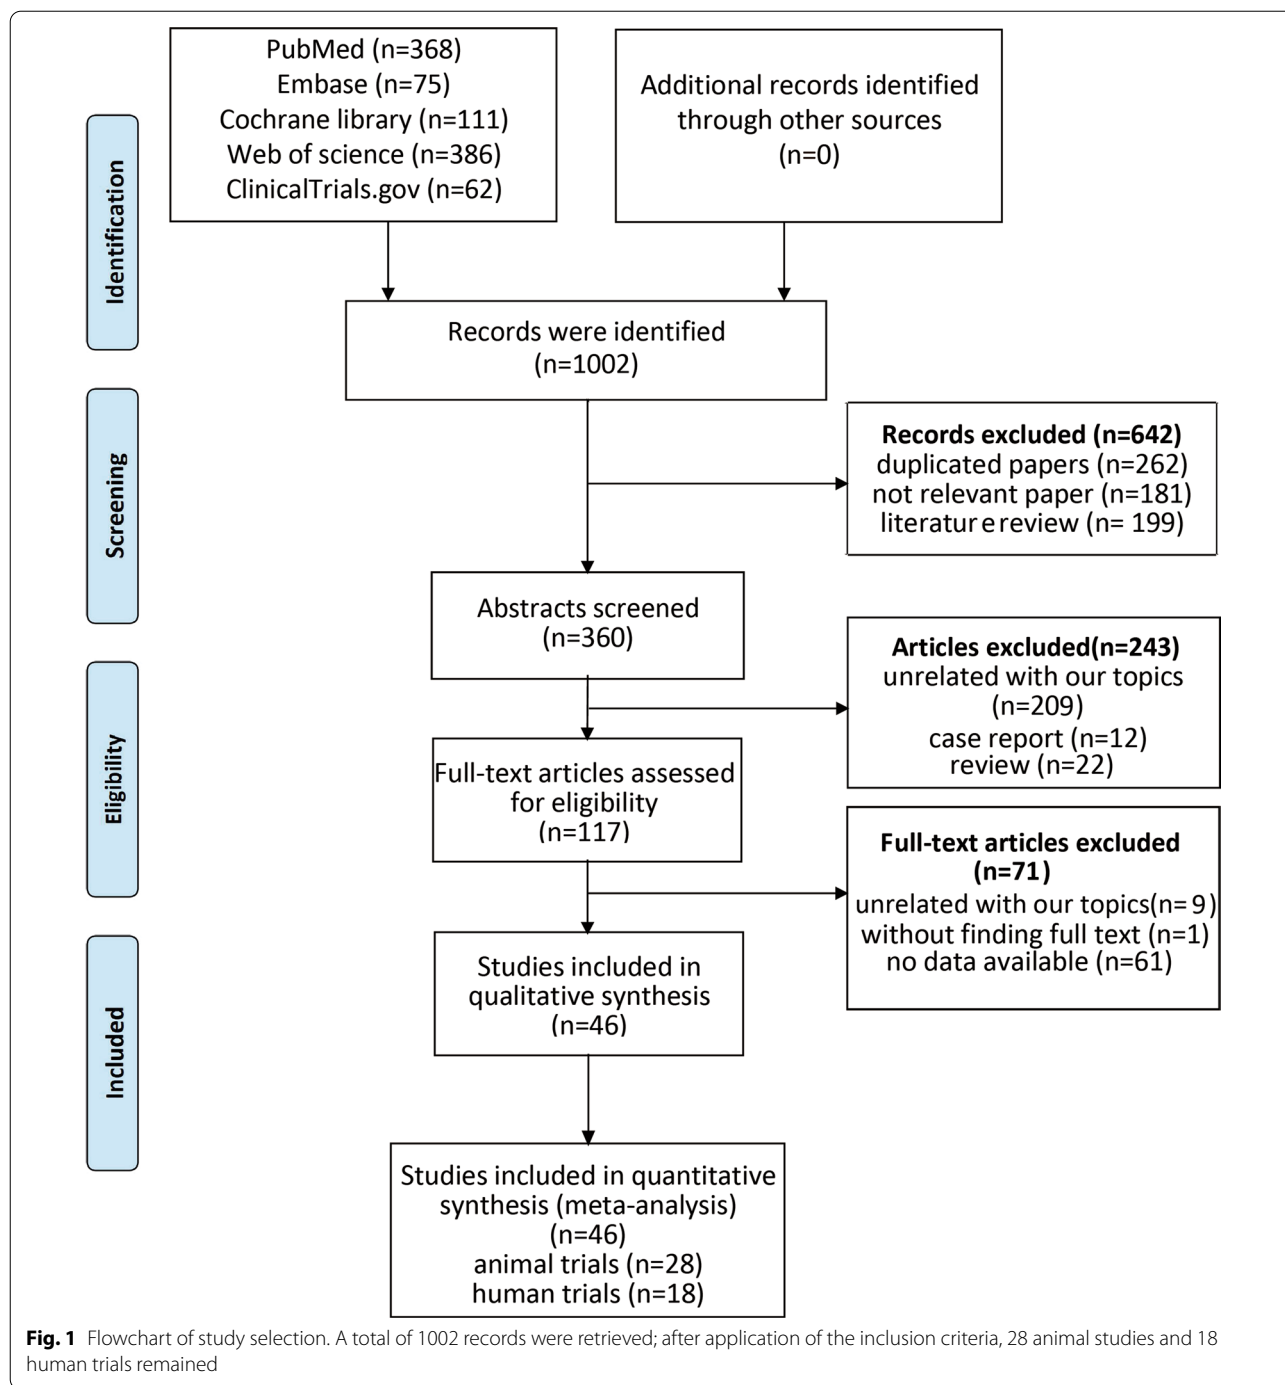 PubMed (n=368)
Embase (n=75)
Cochrane library (n=111)
Web of science (n=386)
ClinicalTrials.gov (n=62)
Additional records identified
through other sources
(n=0)
Identification
Records were identified
(n=1002)
Records excluded (n=642)
duplicated papers (n=262)
not relevant paper (n=181)
literature review (n= 199)
Screening
Abstracts screened
(n=360)
Articles excluded(n=243)
unrelated with our topics
(n=209)
case report (n=12)
review (n=22)
Eligibility
Full-text articles assessed
for eligibility
(n=117)
Full-text articles excluded
(n=71)
unrelated with our topics(n=9)
without finding full text (n=1)
no data available (n=61)
Studies included in
qualitative synthesis
(n=46)
Included
Studies included in quantitative
synthesis (meta-analysis)
(n=46)
animal trials (n=28)
human trials (n=18)
Fig. 1 Flowchart of study selection. A total of 1002 records were retrieved; after application of the inclusion criteria, 28 animal studies and 18
human trials remained